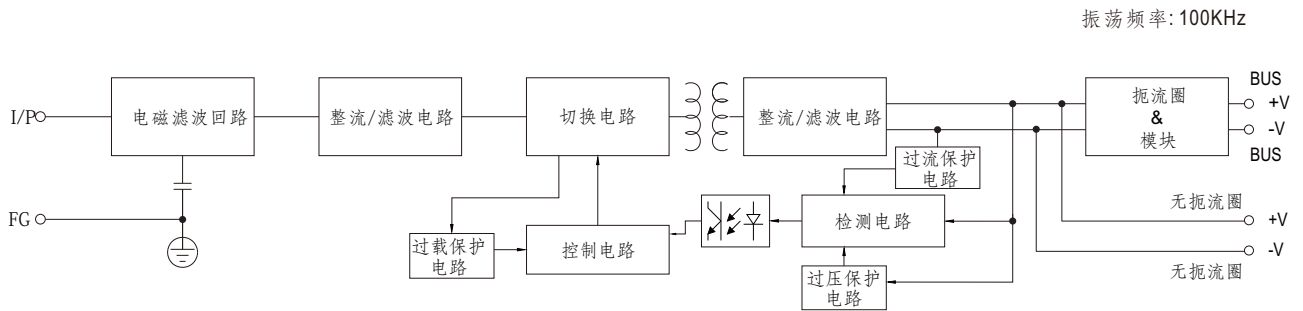 振荡频率: 100KHz
BUS
I/P
电磁滤波回路
整流/滤波电路
切换电路
整流/滤波电路
扼流圈
&
模块
+V
-V
BUS
过流保护
电路
FG
过载保护
电路
控制电路
检测电路
过压保护
电路
无扼流圈
+V
-V
无扼流圈